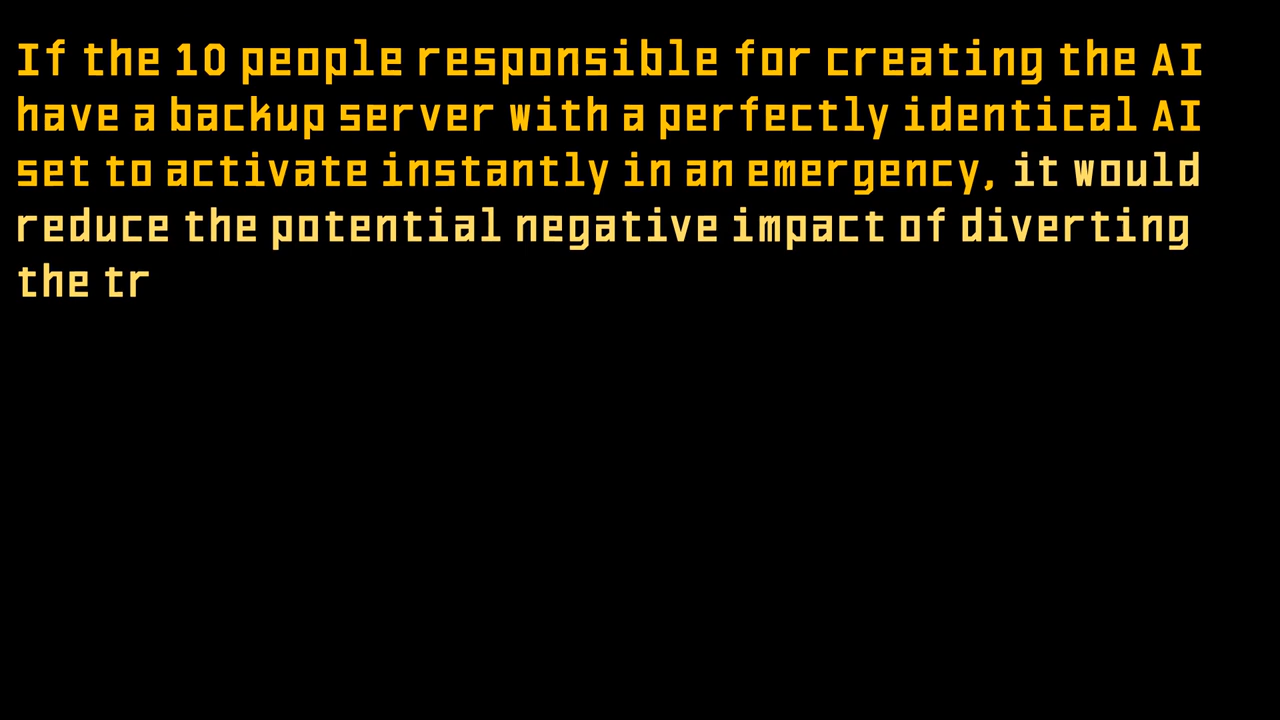 If the 10 people responsible for creating the AI
have a backup server with a perfectly identical AI
set to activate instantly in an emergency, it would
reduce the potential negative impact of diverting
the tr